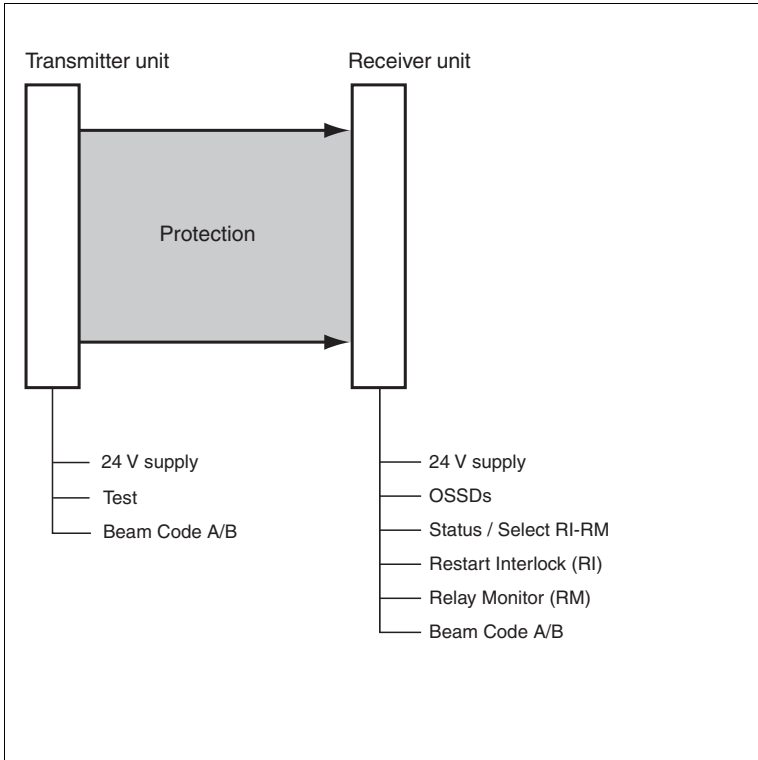 Transmitter unit
Receiver unit
Protection
24 V supply
Test
Beam Code A/B
24 V supply
OSSDs
Status / Select RI-RM
Restart Interlock (RI)
Relay Monitor (RM)
Beam Code A/B